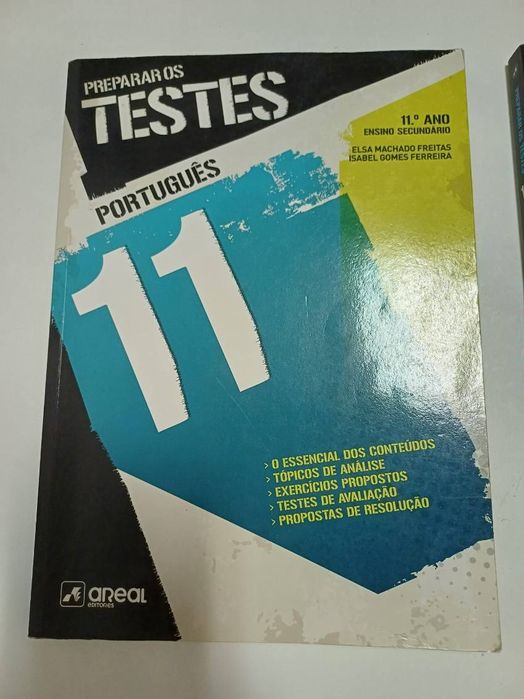 PREPARAR OS
TESTES
11.º ANO
ENSINO SECUNDÁRIO
ELSA MACHADO FREITAS
ISABEL GOMES FERREIRA
PORTUGUÊS
11
> O ESSENCIAL DOS CONTEÚDOS
> TÓPICOS DE ANÁLISE
> EXERCÍCIOS PROPOSTOS
> TESTES DE AVALIAÇÃO
> PROPOSTAS DE RESOLUÇÃO
areal
EDITORES